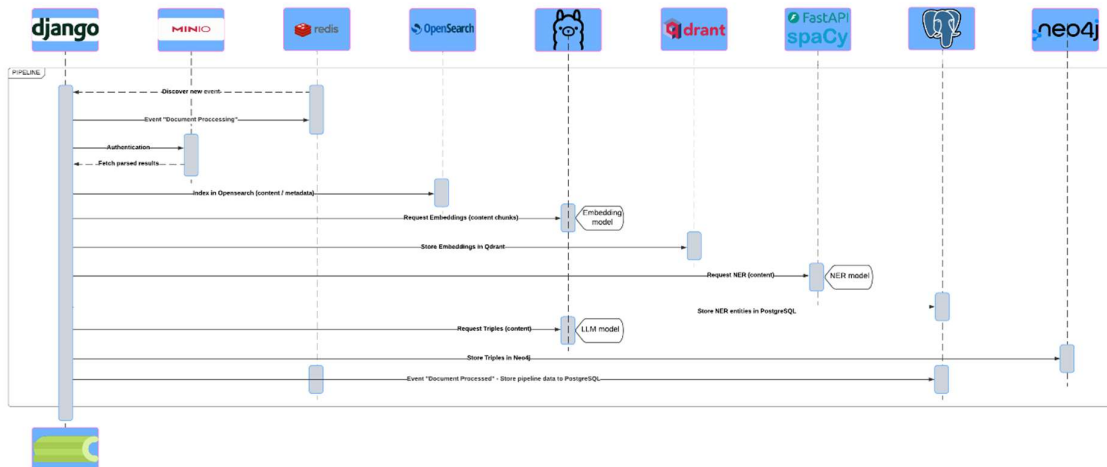 django
MINIO
redis
OpenSearch
qdrant
FastAPI
spaCy
neo4j
PIPELINE
Discover new event
Event "Document Proccessing"
Authentication
Fetch parsed results
Index in Opensearch (content / metadata)
Request Embeddings (content chunks)
Embedding
model
Store Embeddings in Qdrant
Request NER (content)
NER model
Store NER entities in PostgreSQL
Request Triples (content)
LLM model
Store Triples in Neo4j
Event "Document Processed" - Store pipeline data to PostgreSQL